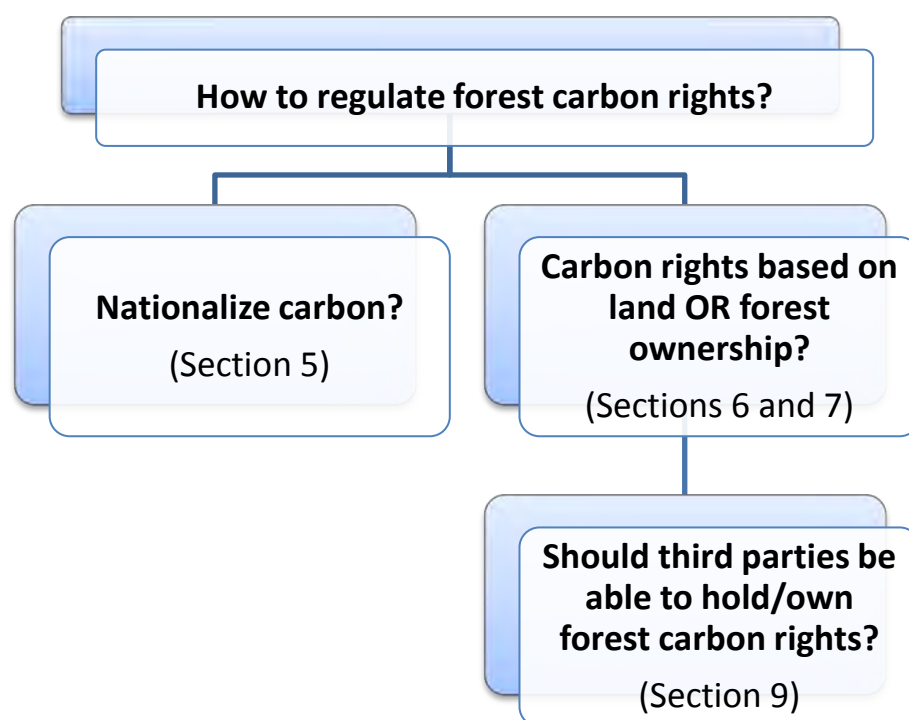 How to regulate forest carbon rights?
Nationalize carbon?
(Section 5)
Carbon rights based on
land OR forest
ownership?
(Sections 6 and 7)
Should third parties be
able to hold/own
forest carbon rights?
(Section 9)